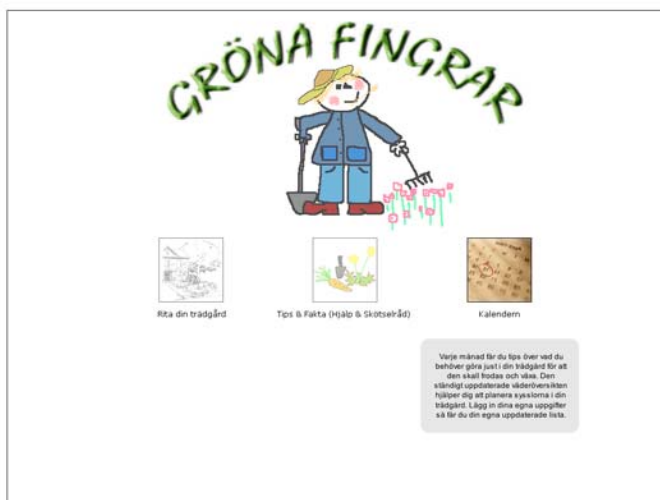 GRÖNA FINGRAR
Rita din trädgård
Tips & Fakta (Hjälp & Skötselråd)
Kalendern
Varje månad får du tips över vad du
behöver göra just i din trädgård för att
den skall frodas och växa. Den
ständigt uppdaterade väderöversikten
hjälper dig att planera sysslorna i din
trädgård. Lägg in dina egna uppgifter
så får du din egna uppdaterade lista.